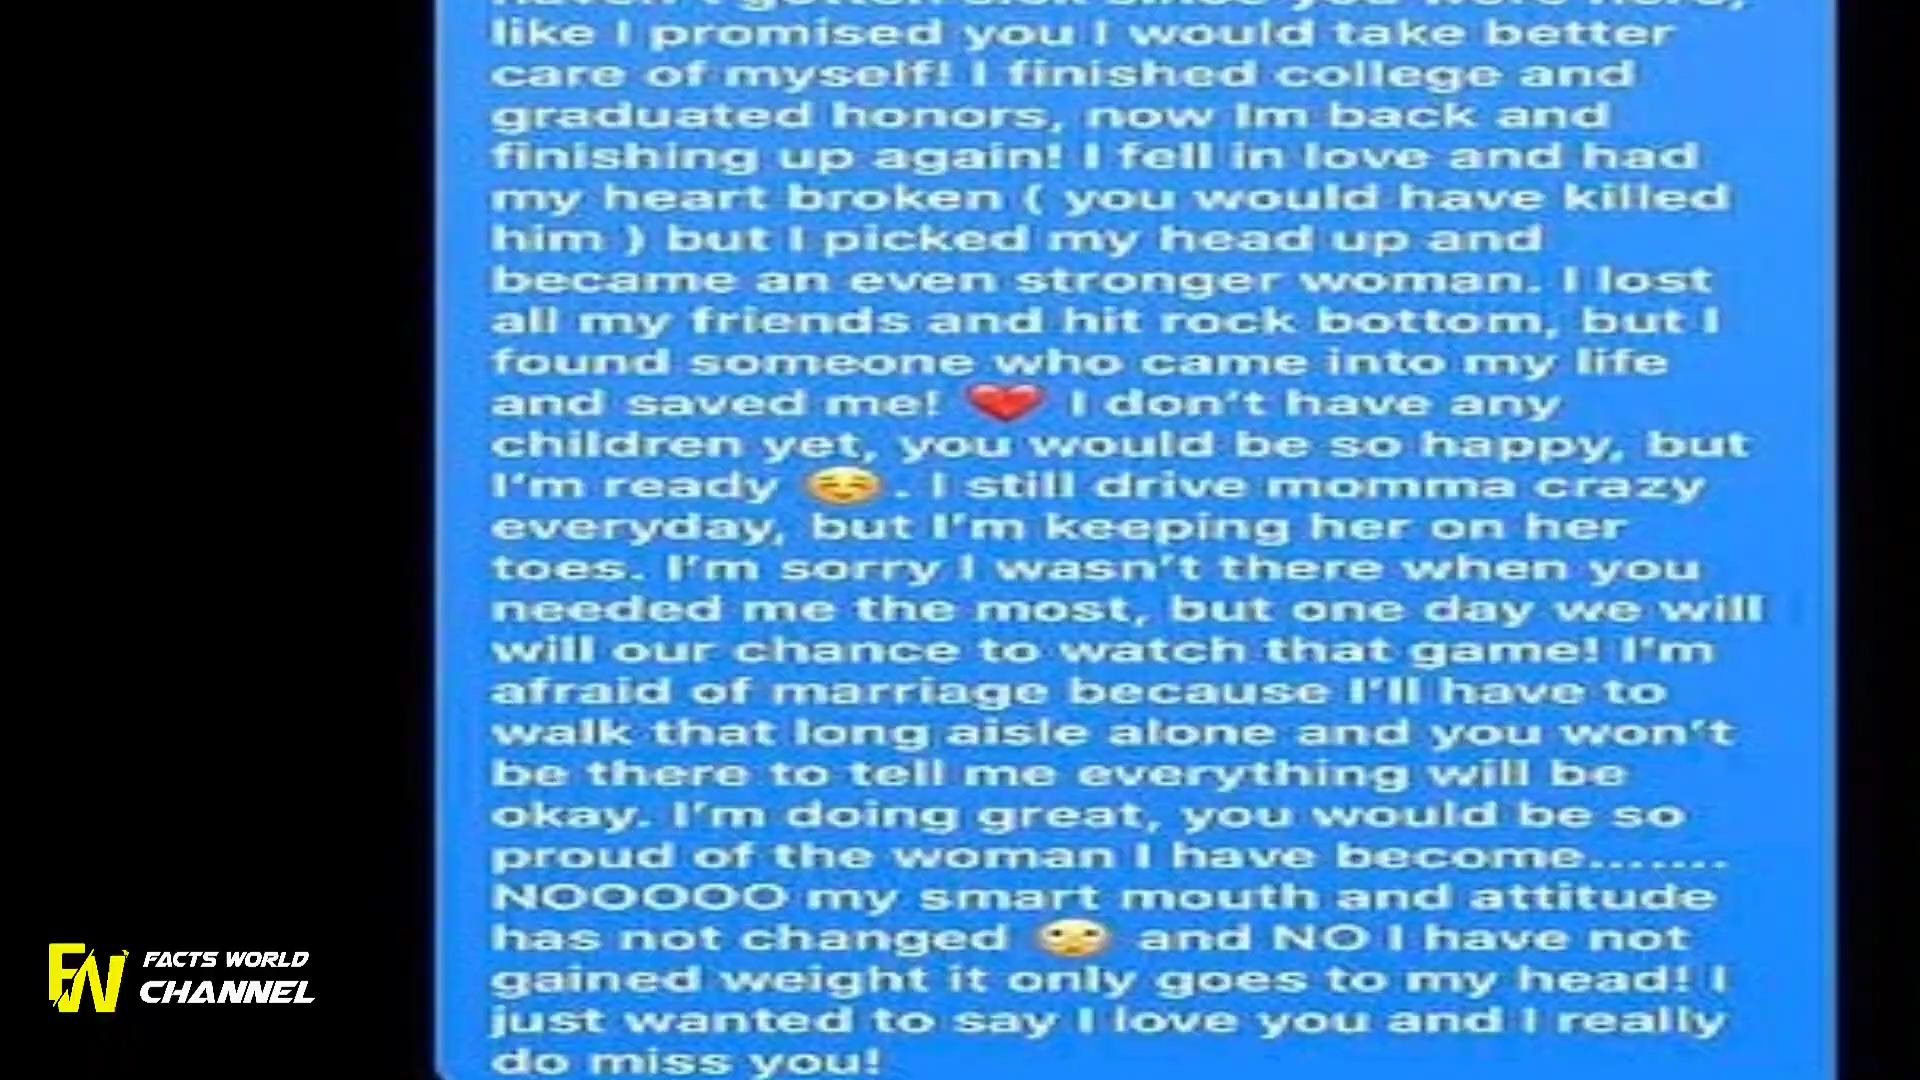 haven't gotten sick since you were here,
like I promised you I would take better
care of myself! I finished college and
graduated honors, now Im back and
finishing up again! I fell in love and had
my heart broken ( you would have killed
him ) but I picked my head up and
became an even stronger woman. I lost
all my friends and hit rock bottom, but I
found someone who came into my life
and saved me! ❤️ I don't have any
children yet, you would be so happy, but
I'm ready ☺️. I still drive momma crazy
everyday, but I'm keeping her on her
toes. I'm sorry I wasn't there when you
needed me the most, but one day we will
will our chance to watch that game! I'm
afraid of marriage because I'll have to
walk that long aisle alone and you won't
be there to tell me everything will be
okay. I'm doing great, you would be so
proud of the woman I have become.......
NOOOOO my smart mouth and attitude
has not changed 🙄 and NO I have not
gained weight it only goes to my head! I
just wanted to say I love you and I really
do miss you!
FW FACTS WORLD
CHANNEL